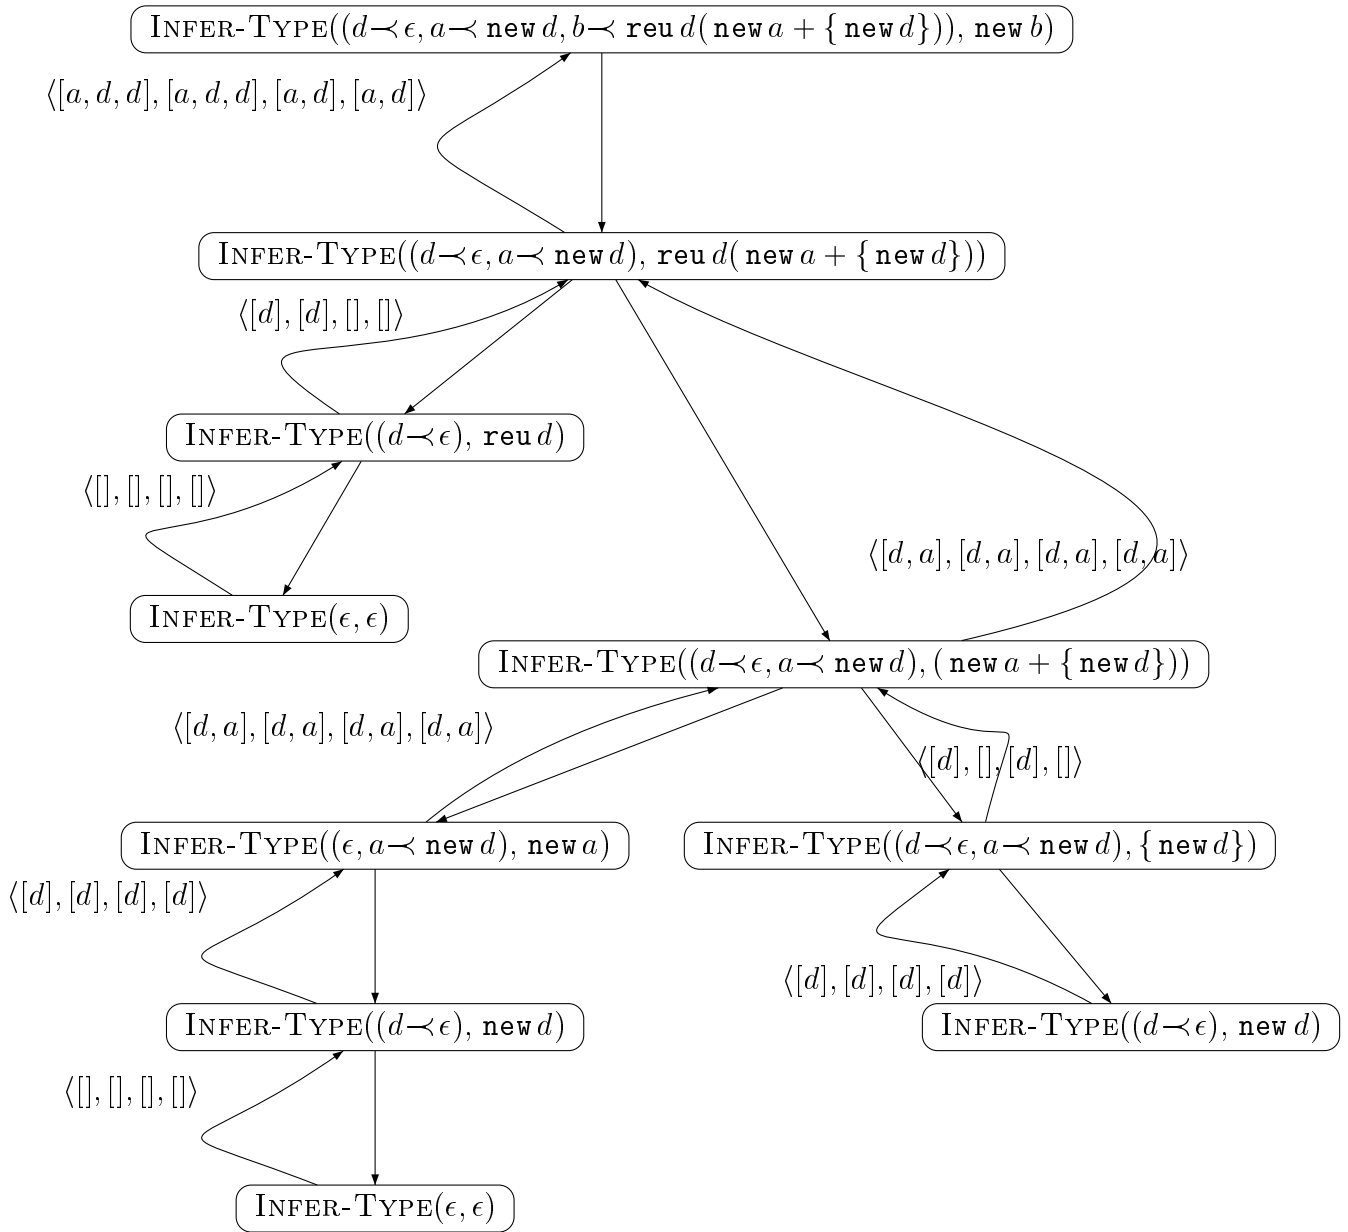 INFER-TYPE((d≺ϵ, a≺ new d, b≺ reu d( new a + { new d})), new b)
⟨[a, d, d], [a, d, d], [a, d], [a, d]⟩
INFER-TYPE((d≺ϵ, a≺ new d), reu d( new a + { new d}))
⟨[d], [d], [], []⟩
INFER-TYPE((d≺ϵ), reu d)
⟨[], [], [], []⟩
⟨[d, a], [d, a], [d, a], [d, a]⟩
INFER-TYPE(ϵ, ϵ)
INFER-TYPE((d≺ϵ, a≺ new d), ( new a + { new d}))
⟨[d, a], [d, a], [d, a], [d, a]⟩
⟨[d], [], [d], []⟩
INFER-TYPE((ϵ, a≺ new d), new a)
INFER-TYPE((d≺ϵ, a≺ new d), { new d})
⟨[d], [d], [d], [d]⟩
⟨[d], [d], [d], [d]⟩
INFER-TYPE((d≺ϵ), new d)
INFER-TYPE((d≺ϵ), new d)
⟨[], [], [], []⟩
INFER-TYPE(ϵ, ϵ)